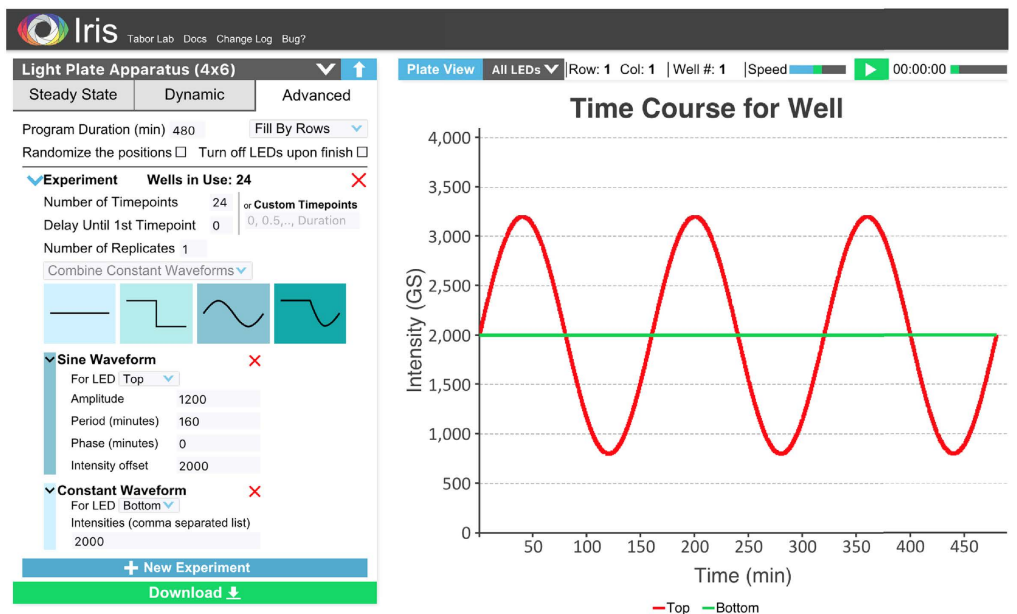 Iris Tabor Lab Docs Change Log Bug?
Light Plate Apparatus (4x6)
Steady State Dynamic Advanced
Program Duration (min) 480 Fill By Rows
Randomize the positions Turn off LEDs upon finish
Experiment Wells in Use: 24
Number of Timepoints 24 or Custom Timepoints
Delay Until 1st Timepoint 0 0, 0.5,.., Duration
Number of Replicates 1
Combine Constant Waveforms
Sine Waveform
For LED Top
Amplitude 1200
Period (minutes) 160
Phase (minutes) 0
Intensity offset 2000
Constant Waveform
For LED Bottom
Intensities (comma separated list)
2000
New Experiment
Download
Plate View All LEDs Row: 1 Col: 1 Well #: 1 Speed 00:00:00
Time Course for Well
Intensity (GS)
4,000
3,500
3,000
2,500
2,000
1,500
1,000
500
0
50 100 150 200 250 300 350 400 450
Time (min)
Top Bottom